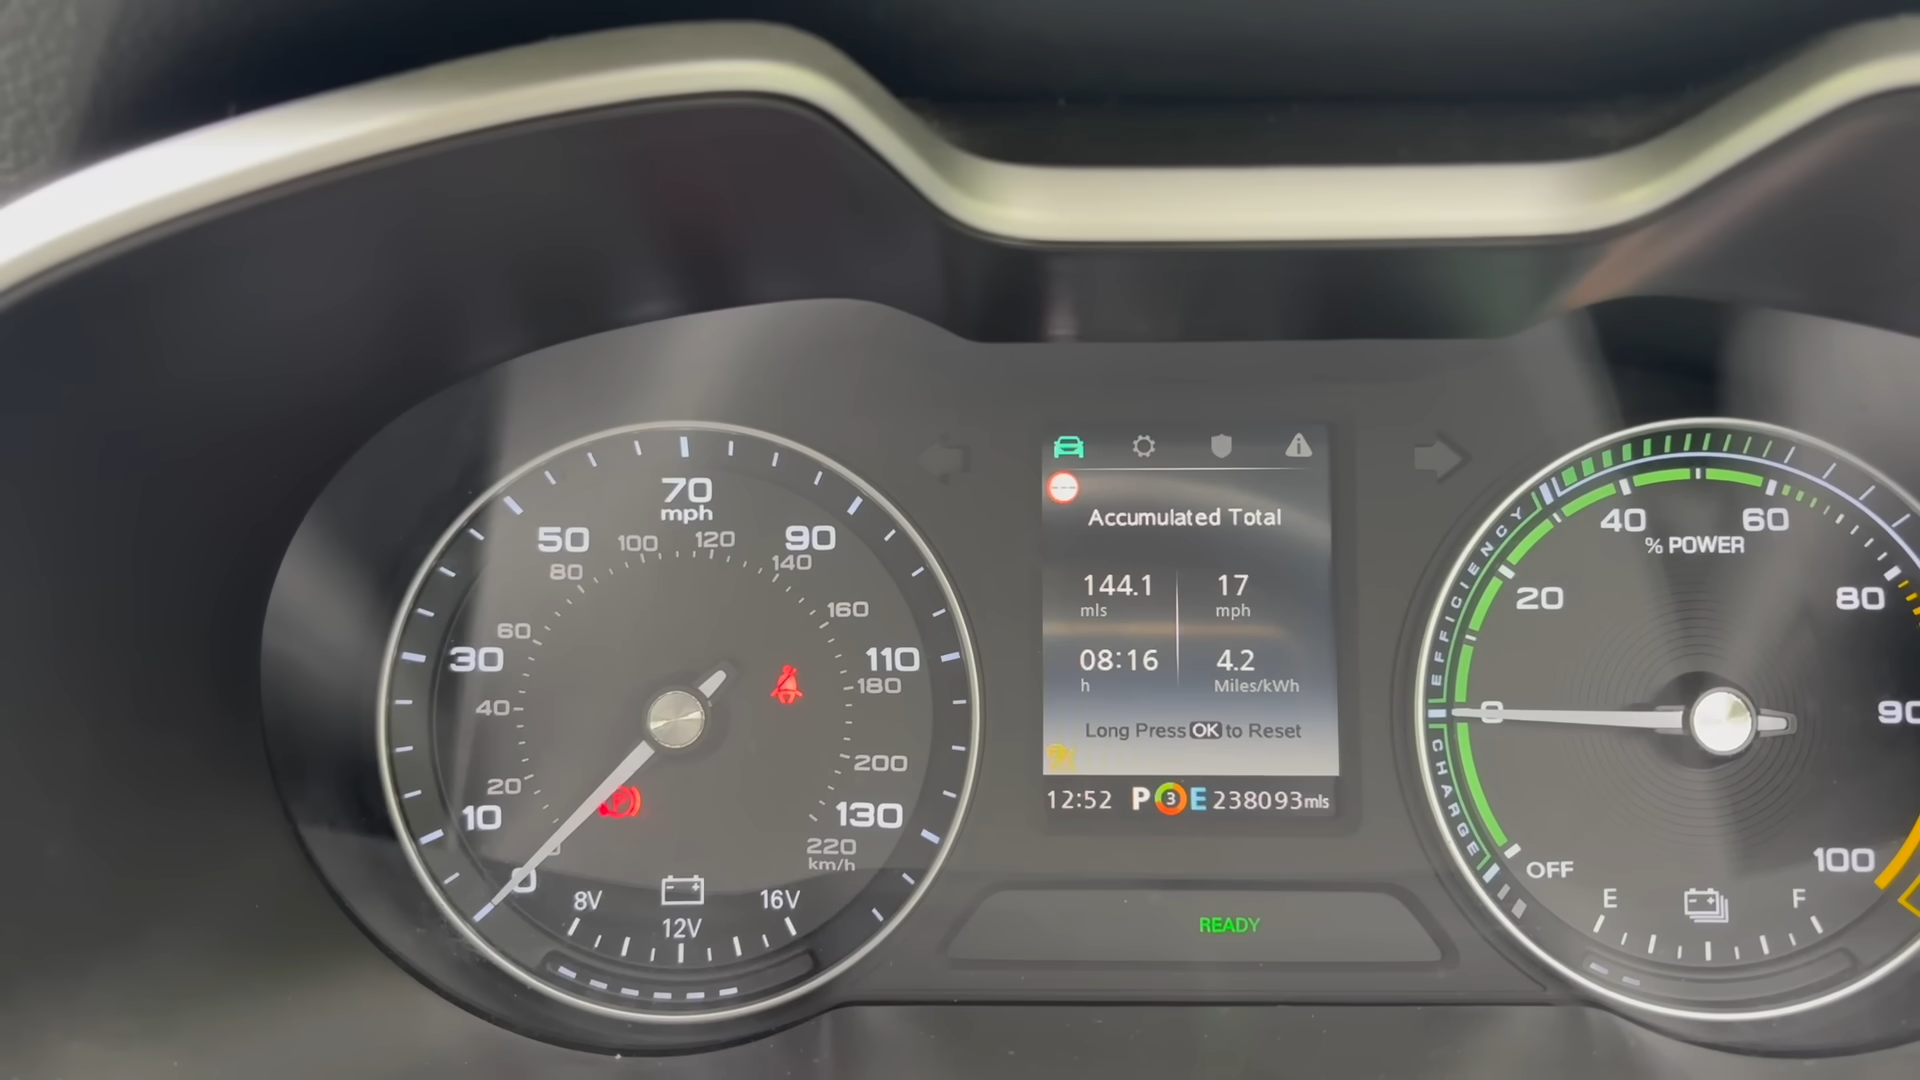 70
mph
50
90
100
120
80
140
60
160
30
110
40
180
20
200
10
130
220
km/h
0
8V
12V
16V
Accumulated Total
144.1
mls
17
mph
08:16
h
4.2
Miles/kWh
Long Press OK to Reset
12:52 P 3 E 238093mls
READY
EFFICIENCY
CHARGE
40
60
% POWER
20
80
0
90
100
OFF
E
F